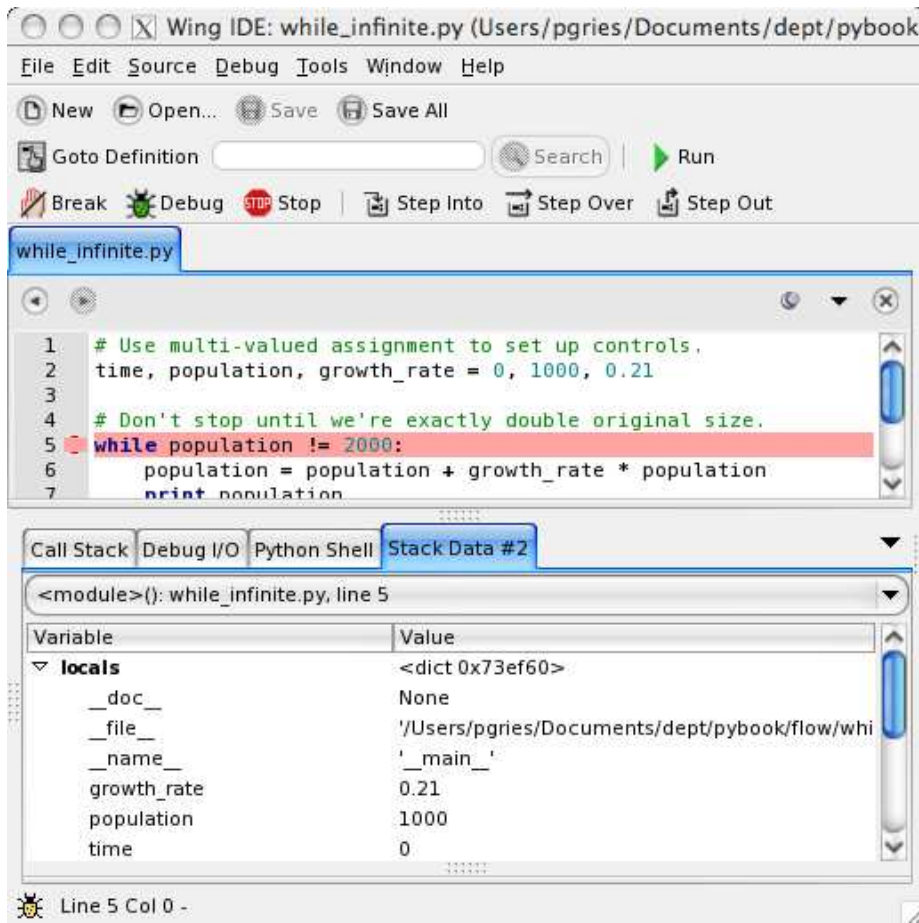 X Wing IDE: while_infinite.py (Users/pgries/Documents/dept/pybook
File Edit Source Debug Tools Window Help
New Open... Save Save All
Goto Definition Search Run
Break Debug STOP Stop Step Into Step Over Step Out
while_infinite.py
1 # Use multi-valued assignment to set up controls.
2 time, population, growth_rate = 0, 1000, 0.21
3
4 # Don't stop until we're exactly double original size.
5 while population != 2000:
6 population = population + growth_rate * population
7 print population
Call Stack Debug I/O Python Shell Stack Data #2
<module>(): while_infinite.py, line 5
Variable Value
locals <dict 0x73ef60>
__doc__ None
__file__ '/Users/pgries/Documents/dept/pybook/flow/whi
__name__ '__main__'
growth_rate 0.21
population 1000
time 0
Line 5 Col 0 -